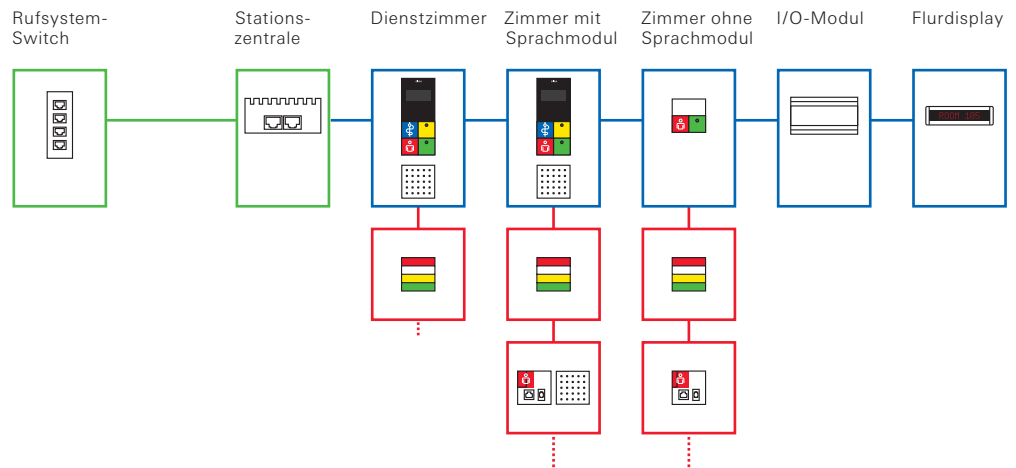 Rufsystem-
Switch
Stations-
zentrale
Dienstzimmer
Zimmer mit
Sprachmodul
Zimmer ohne
Sprachmodul
I/O-Modul
Flurdisplay
ROOM 105